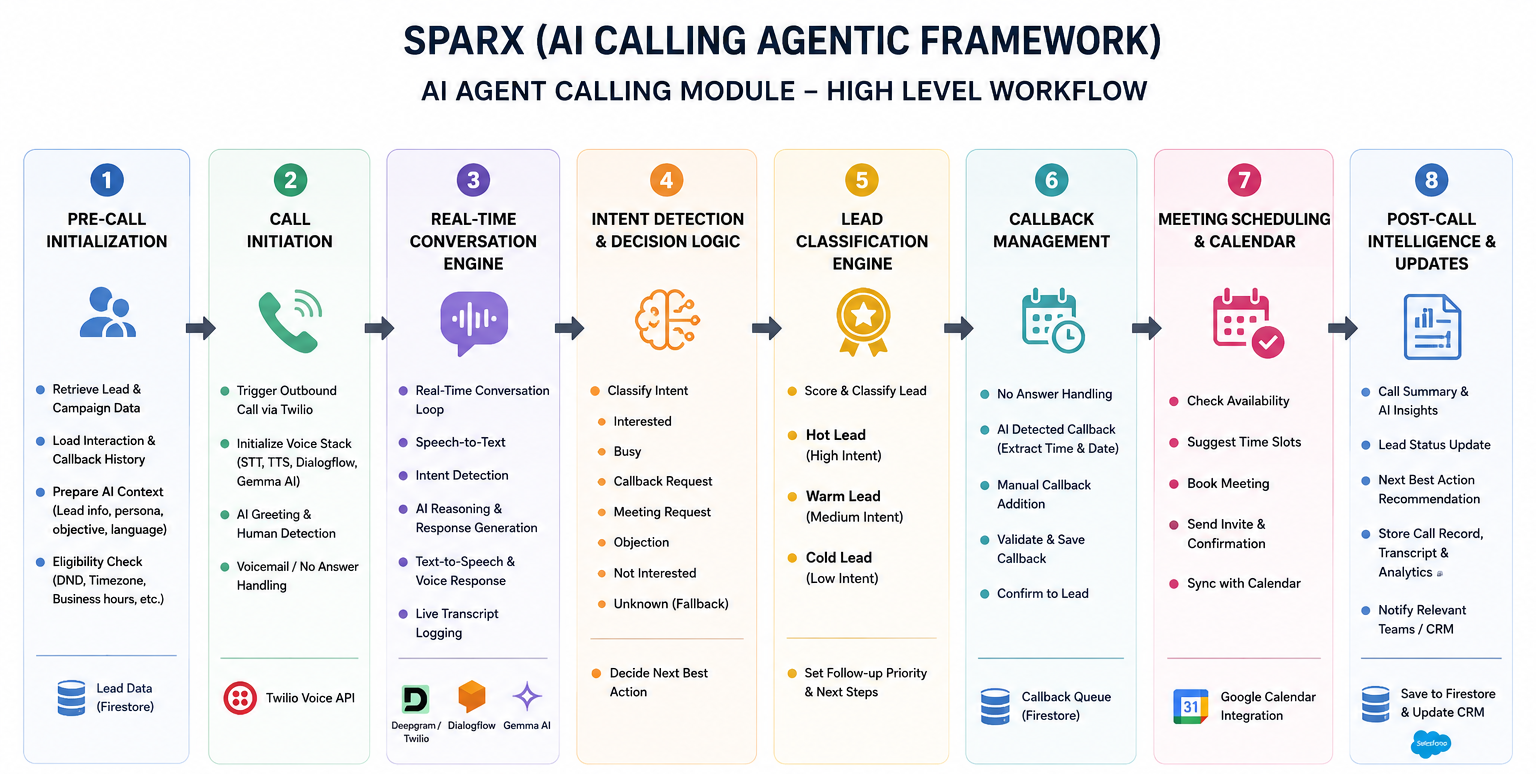 SPARX (AI CALLING AGENTIC FRAMEWORK)
AI AGENT CALLING MODULE – HIGH LEVEL WORKFLOW
1
PRE-CALL
INITIALIZATION
Retrieve Lead &
Campaign Data
Load Interaction &
Callback History
Prepare AI Context
(Lead info, persona,
objective, language)
Eligibility Check
(DND, Timezone,
Business hours, etc.)
Lead Data
(Firestore)
2
CALL
INITIATION
Trigger Outbound
Call via Twilio
Initialize Voice Stack
(STT, TTS, Dialogflow,
Gemma AI)
AI Greeting &
Human Detection
Voicemail / No Answer
Handling
Twilio Voice API
3
REAL-TIME
CONVERSATION
ENGINE
Real-Time Conversation
Loop
Speech-to-Text
Intent Detection
AI Reasoning &
Response Generation
Text-to-Speech &
Voice Response
Live Transcript
Logging
Deepgram /
Twilio
Dialogflow
Gemma AI
4
INTENT DETECTION
& DECISION LOGIC
Classify Intent
Interested
Busy
Callback Request
Meeting Request
Objection
Not Interested
Unknown (Fallback)
Decide Next Best
Action
5
LEAD
CLASSIFICATION
ENGINE
Score & Classify Lead
Hot Lead
(High Intent)
Warm Lead
(Medium Intent)
Cold Lead
(Low Intent)
Set Follow-up Priority
& Next Steps
6
CALLBACK
MANAGEMENT
No Answer Handling
AI Detected Callback
(Extract Time & Date)
Manual Callback
Addition
Validate & Save
Callback
Confirm to Lead
Callback Queue
(Firestore)
7
MEETING SCHEDULING
& CALENDAR
Check Availability
Suggest Time Slots
Book Meeting
Send Invite &
Confirmation
Sync with Calendar
31
Google Calendar
Integration
8
POST-CALL
INTELLIGENCE &
UPDATES
Call Summary &
AI Insights
Lead Status Update
Next Best Action
Recommendation
Store Call Record,
Transcript &
Analytics
Notify Relevant
Teams / CRM
Save to Firestore
& Update CRM